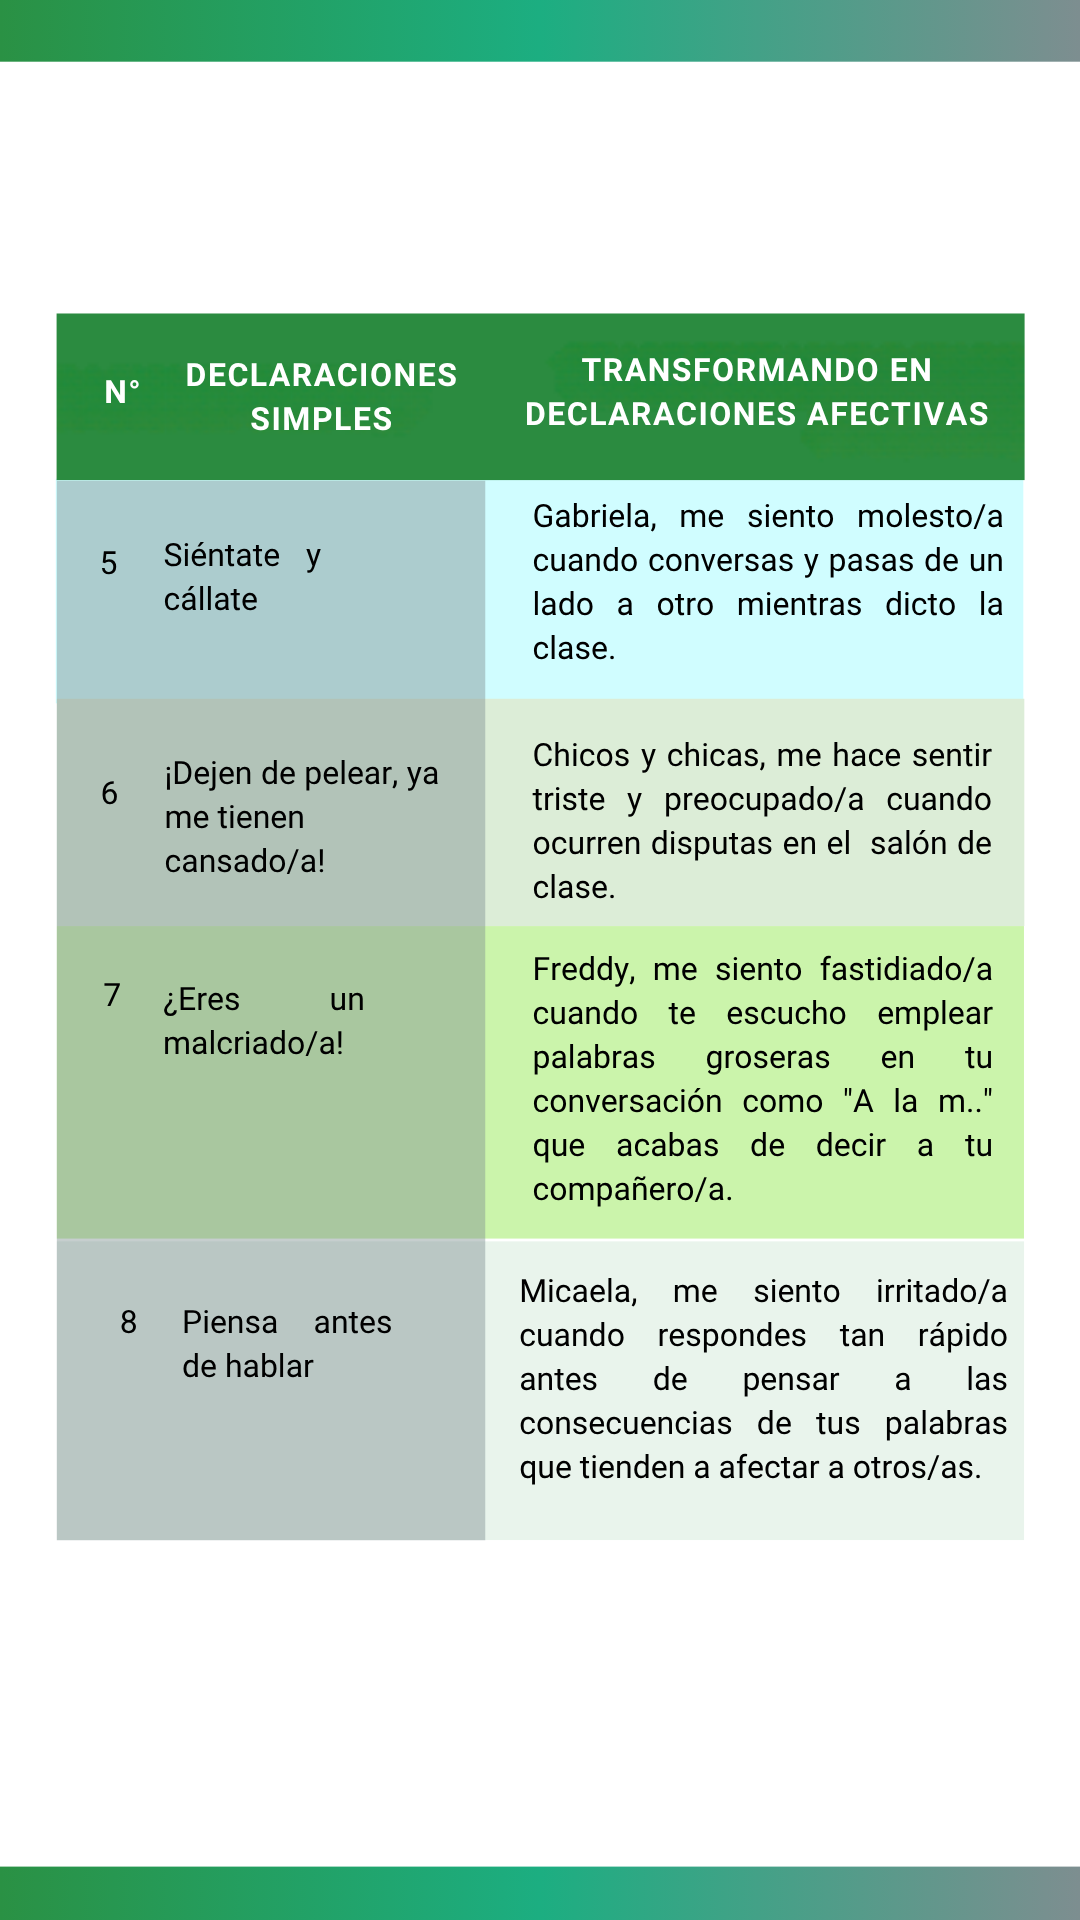 N°
DECLARACIONES
SIMPLES
TRANSFORMANDO EN
DECLARACIONES AFECTIVAS
5
Siéntate y
cállate
Gabriela, me siento molesto/a
cuando conversas y pasas de un
lado a otro mientras dicto la
clase.
6
¡Dejen de pelear, ya
me tienen
cansado/a!
Chicos y chicas, me hace sentir
triste y preocupado/a cuando
ocurren disputas en el salón de
clase.
7
¿Eres un
malcriado/a!
Freddy, me siento fastidiado/a
cuando te escucho emplear
palabras groseras en tu
conversación como "A la m.."
que acabas de decir a tu
compañero/a.
8
Piensa antes
de hablar
Micaela, me siento irritado/a
cuando respondes tan rápido
antes de pensar a las
consecuencias de tus palabras
que tienden a afectar a otros/as.